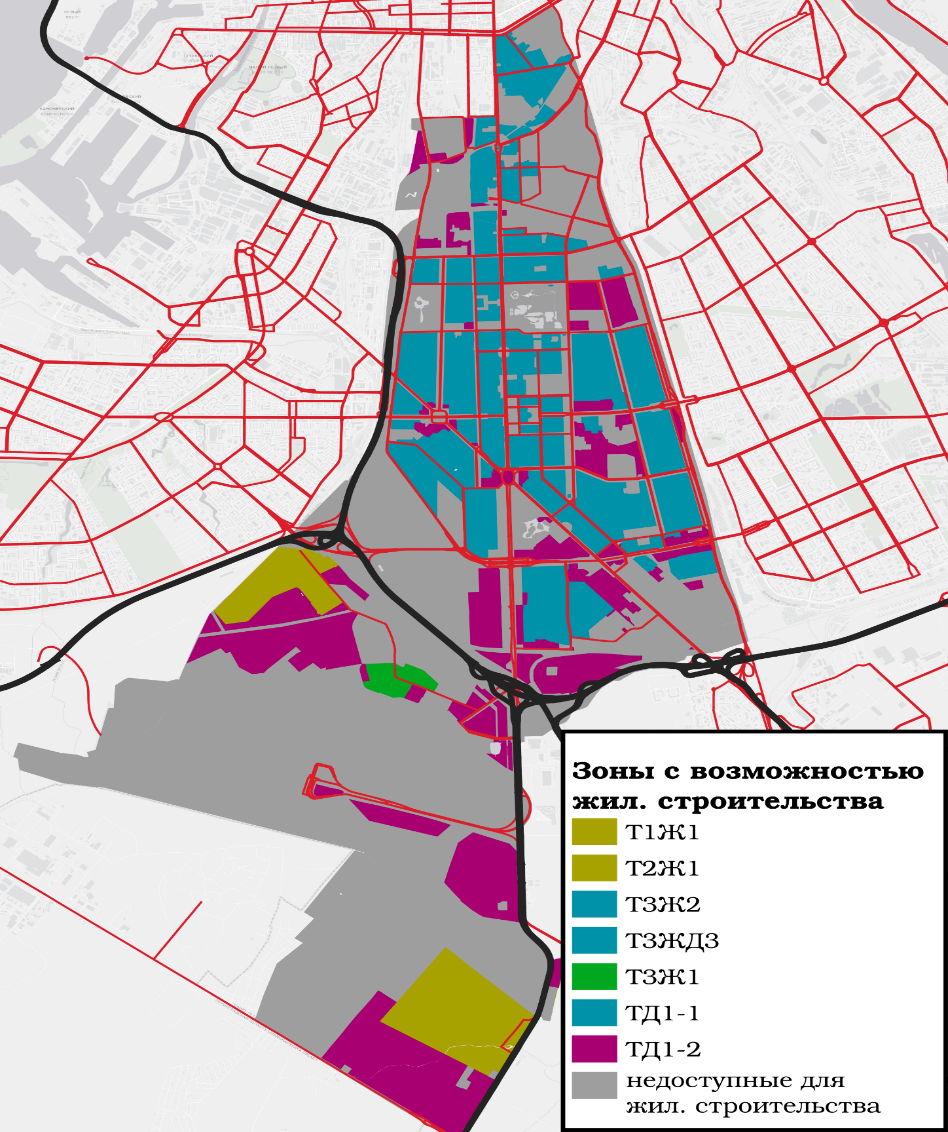 Зоны с возможностью
жил. строительства
Т1Ж1
Т2Ж1
Т3Ж2
Т3ЖД3
Т3Ж1
ТД1-1
ТД1-2
недоступные для
жил. строительства